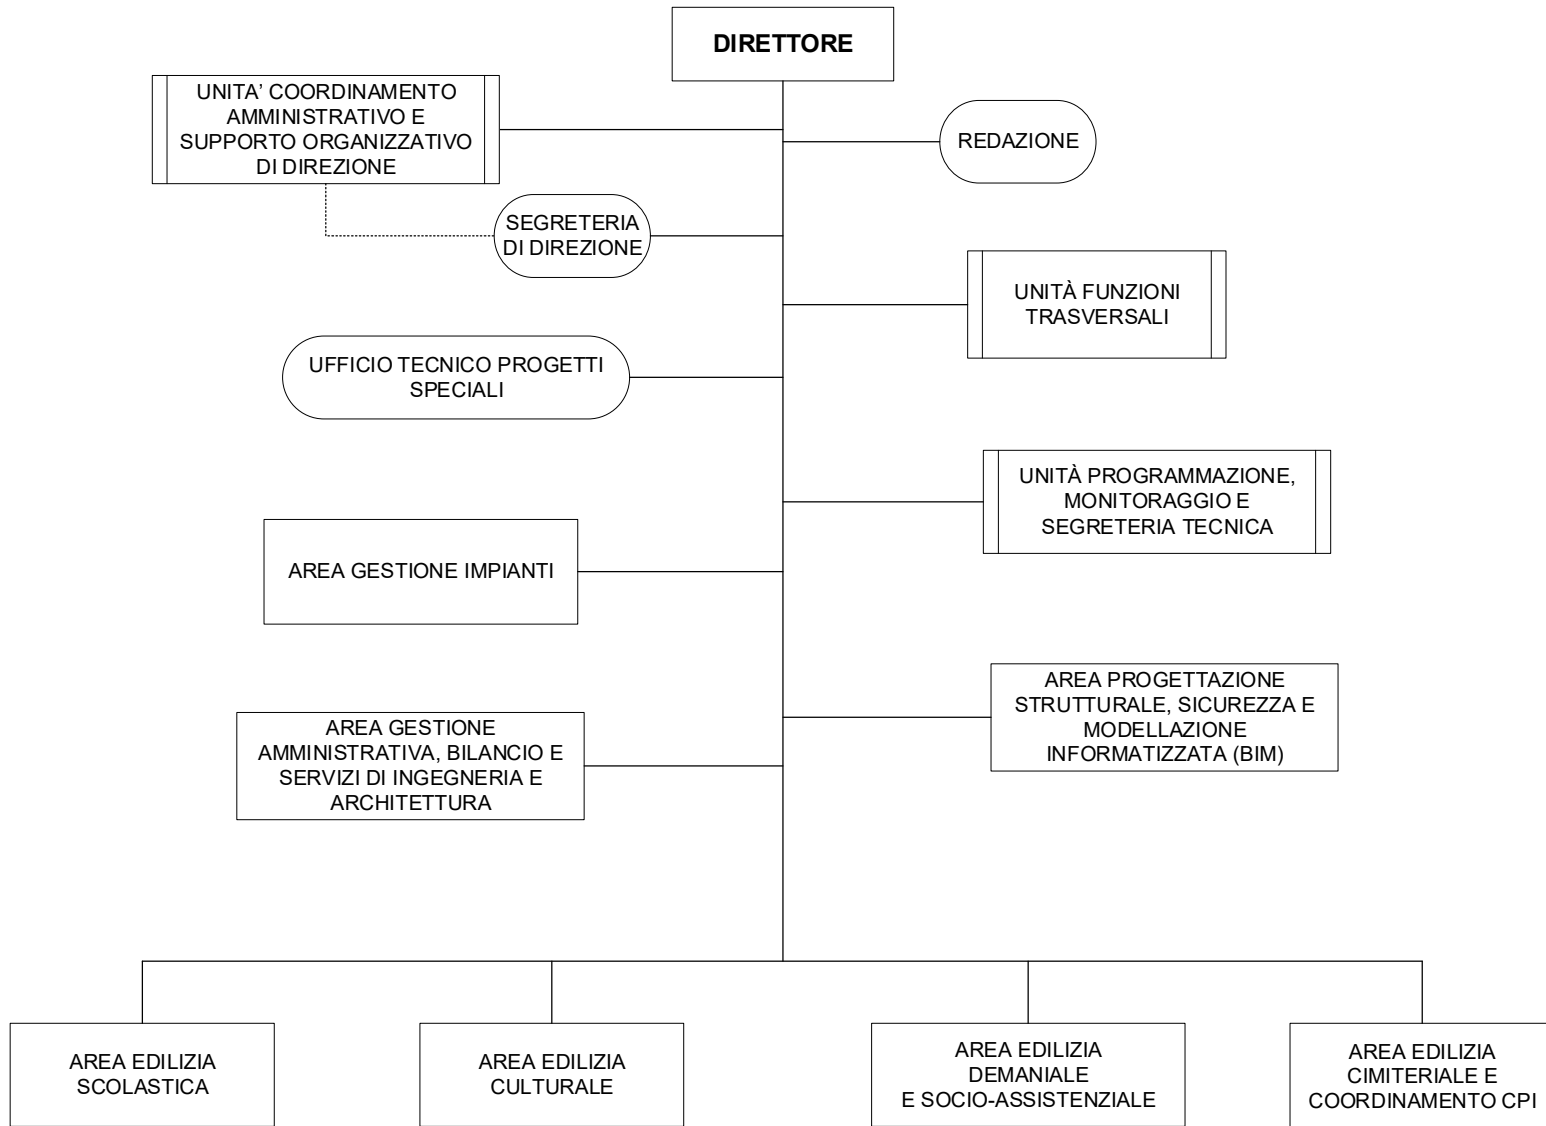 DIRETTORE
UNITA’ COORDINAMENTO
AMMINISTRATIVO E
SUPPORTO ORGANIZZATIVO
DI DIREZIONE
REDAZIONE
SEGRETERIA
DI DIREZIONE
UNITÀ FUNZIONI
TRASVERSALI
UFFICIO TECNICO PROGETTI
SPECIALI
UNITÀ PROGRAMMAZIONE,
MONITORAGGIO E
SEGRETERIA TECNICA
AREA GESTIONE IMPIANTI
AREA PROGETTAZIONE
STRUTTURALE, SICUREZZA E
MODELLAZIONE
INFORMATIZZATA (BIM)
AREA GESTIONE
AMMINISTRATIVA, BILANCIO E
SERVIZI DI INGEGNERIA E
ARCHITETTURA
AREA EDILIZIA
SCOLASTICA
AREA EDILIZIA
CULTURALE
AREA EDILIZIA
DEMANIALE
E SOCIO-ASSISTENZIALE
AREA EDILIZIA
CIMITERIALE E
COORDINAMENTO CPI